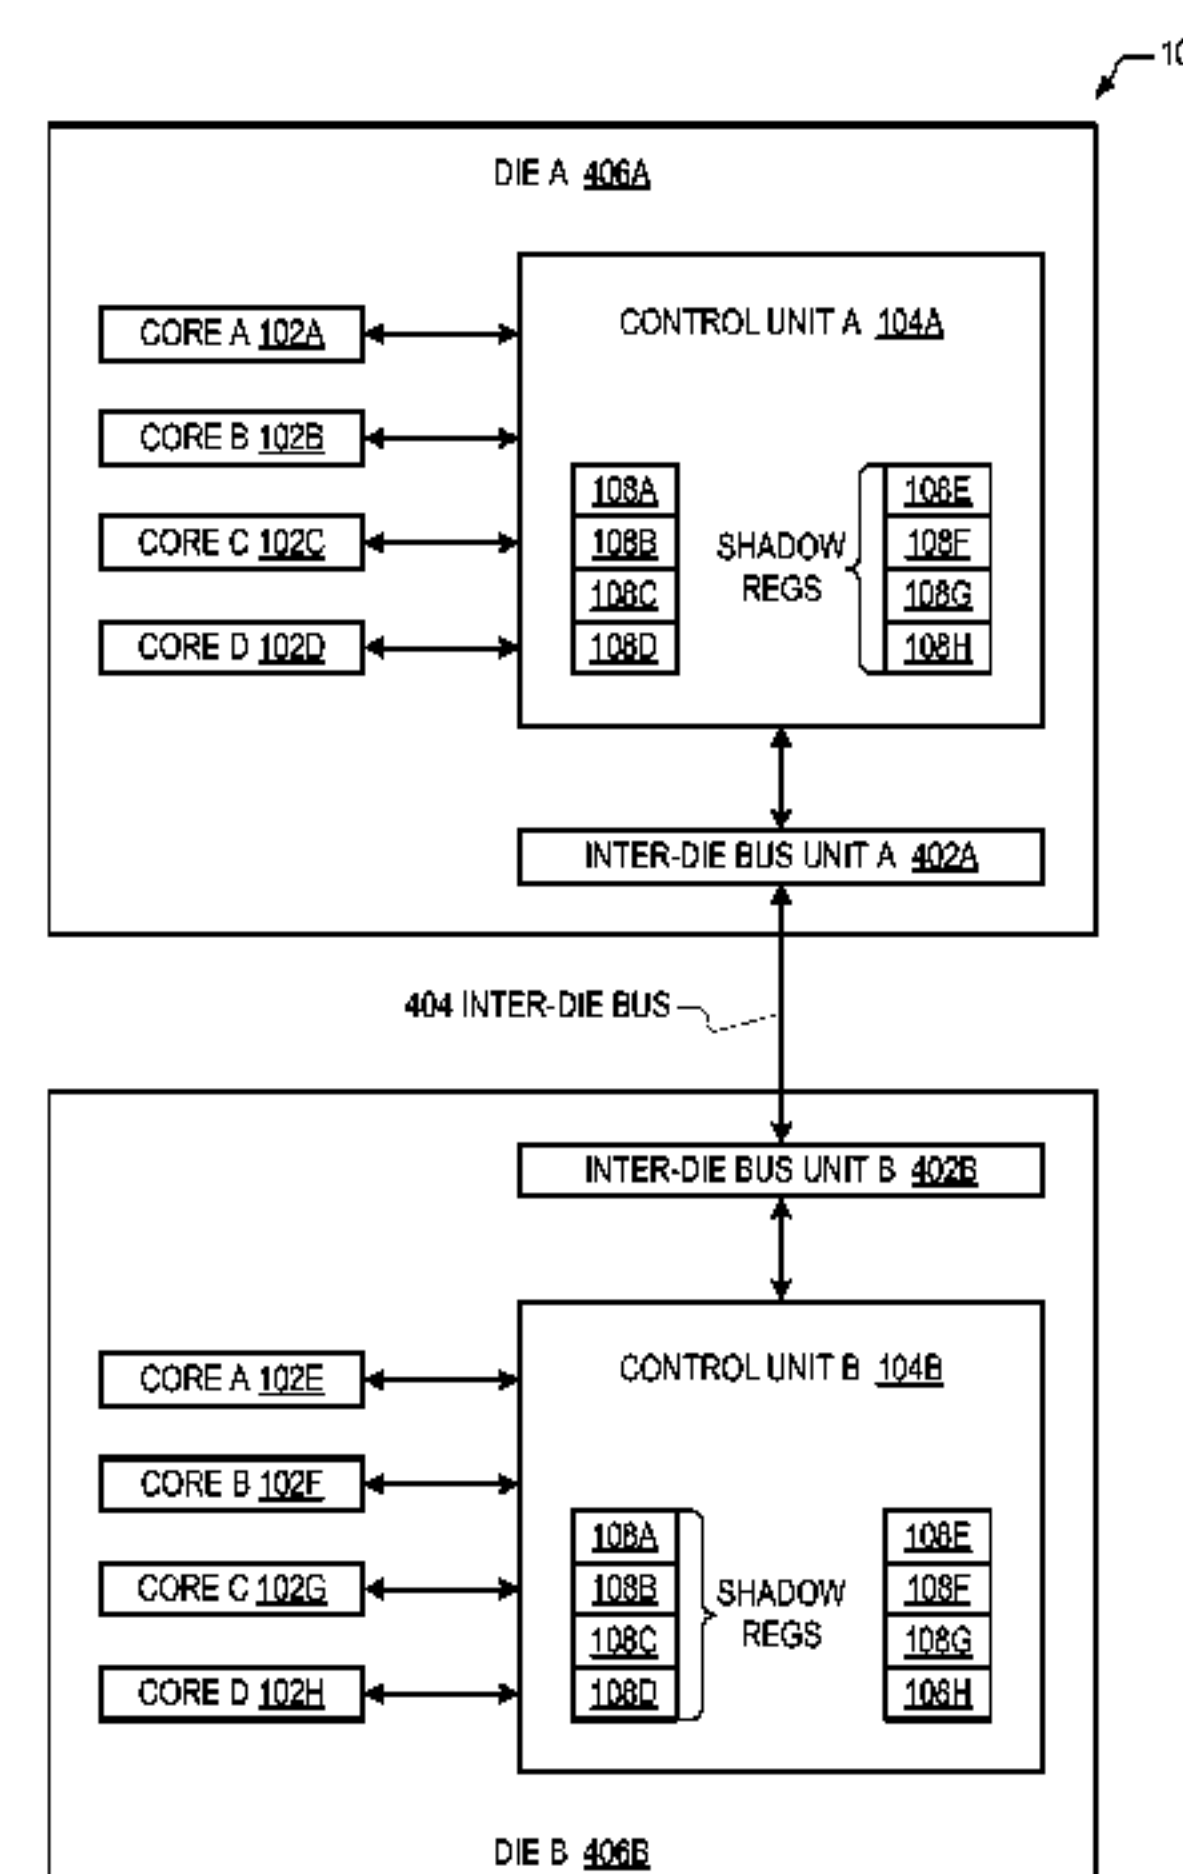 DIE A 406A
CONTROL UNIT A 104A
CORE A 102A
CORE B 102B
CORE C 102C
CORE D 102D
108A
108B
108C
108D
SHADOW
REGS
108E
108F
108G
108H
INTER-DIE BUS UNIT A 402A
404 INTER-DIE BUS
INTER-DIE BUS UNIT B 402B
CONTROL UNIT B 104B
CORE A 102E
CORE B 102F
CORE C 102G
CORE D 102H
108A
108B
108C
108D
SHADOW
REGS
108E
108F
108G
108H
DIE B 406B